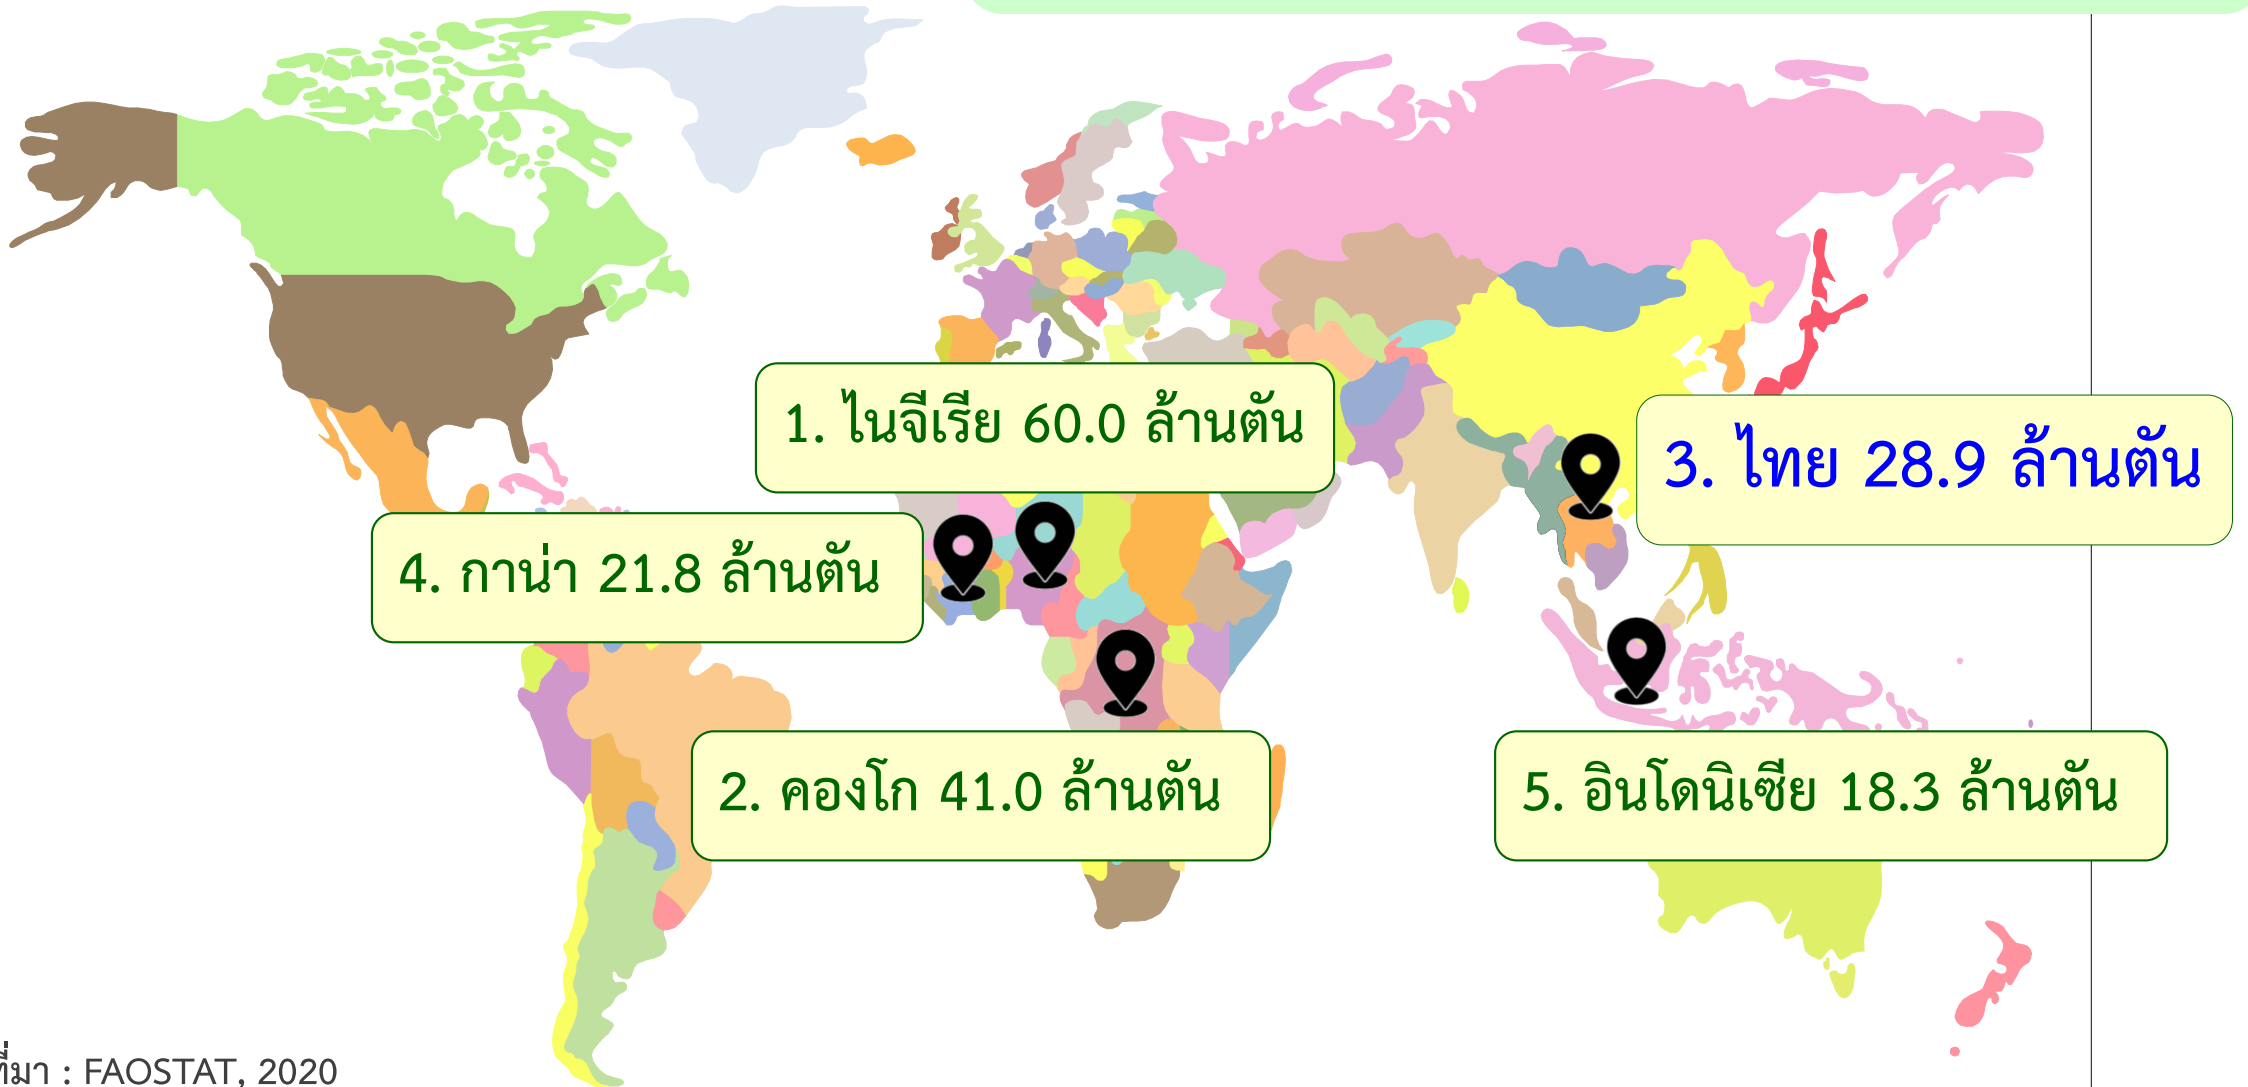 1. ไนจีเรีย 60.0 ล้านตัน
3. ไทย 28.9 ล้านตัน
4. กาน่า 21.8 ล้านตัน
2. คองโก 41.0 ล้านตัน
5. อินโดนิเซีย 18.3 ล้านตัน
ที่มา : FAOSTAT, 2020